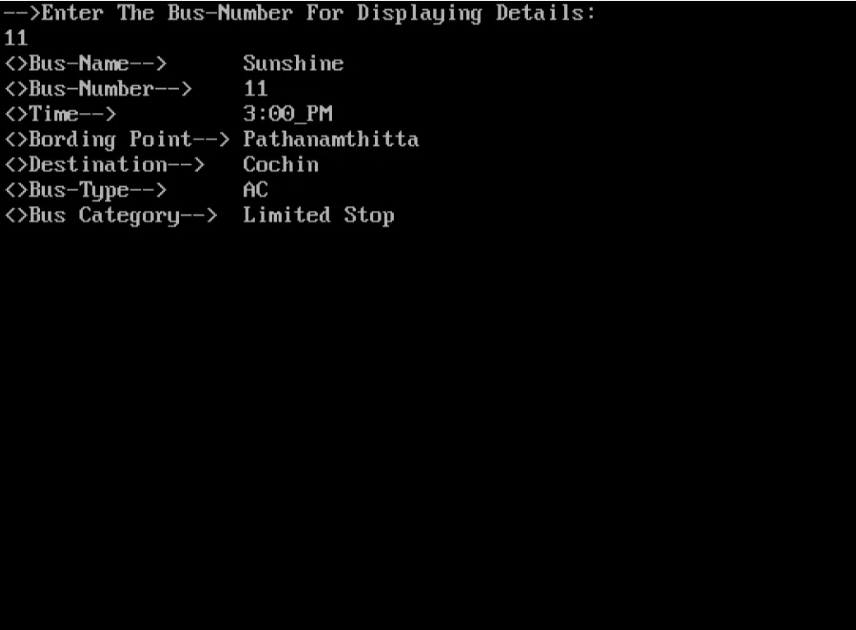 -->Enter The Bus-Number For Displaying Details:
11
<>Bus-Name--> Sunshine
<>Bus-Number--> 11
<>Time--> 3:00_PM
<>Bording Point--> Pathanamthitta
<>Destination--> Cochin
<>Bus-Type--> AC
<>Bus Category--> Limited Stop